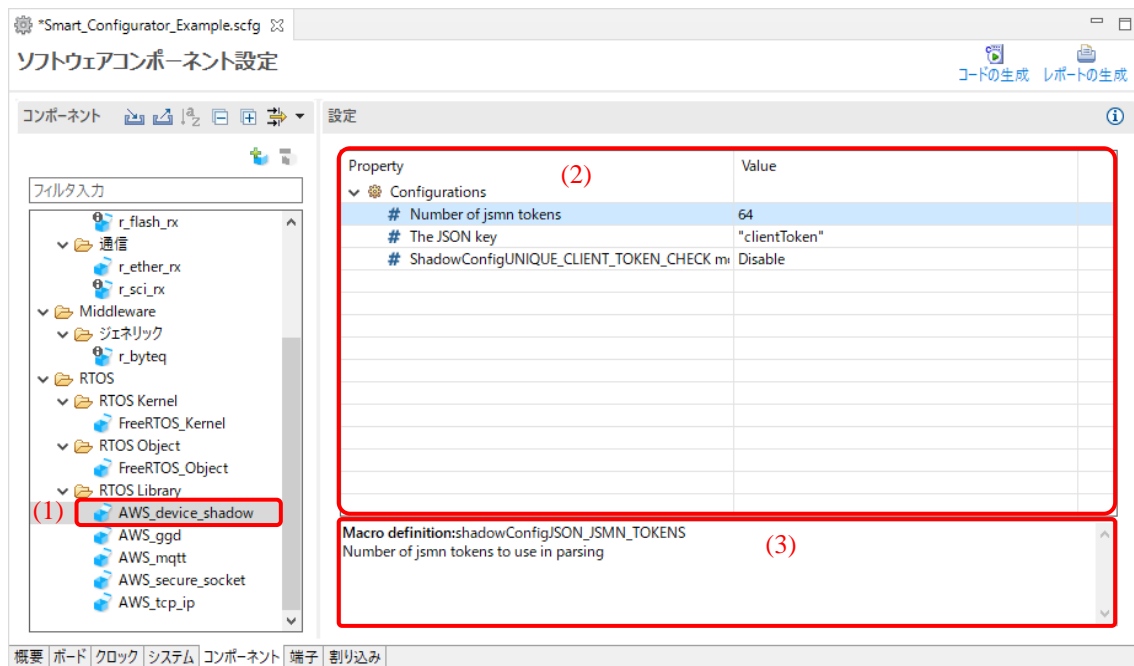 *Smart_Configurator_Example.scfg
ソフトウェアコンポーネント設定
コードの生成 レポートの生成
コンポーネント
設定
フィルタ入力
r_flash_rx
通信
r_ether_rx
r_sci_rx
Middleware
ジェネリック
r_byteq
RTOS
RTOS Kernel
FreeRTOS_Kernel
RTOS Object
FreeRTOS_Object
RTOS Library
(1) AWS_device_shadow
AWS_ggd
AWS_mqtt
AWS_secure_socket
AWS_tcp_ip
Property Value
(2)
Configurations
# Number of jsmn tokens 64
# The JSON key "clientToken"
# ShadowConfigUNIQUE_CLIENT_TOKEN_CHECK Disable
Macro definition:shadowConfigJSON_JSMN_TOKENS
Number of jsmn tokens to use in parsing
(3)
概要 ボード クロック システム コンポーネント 端子 割り込み